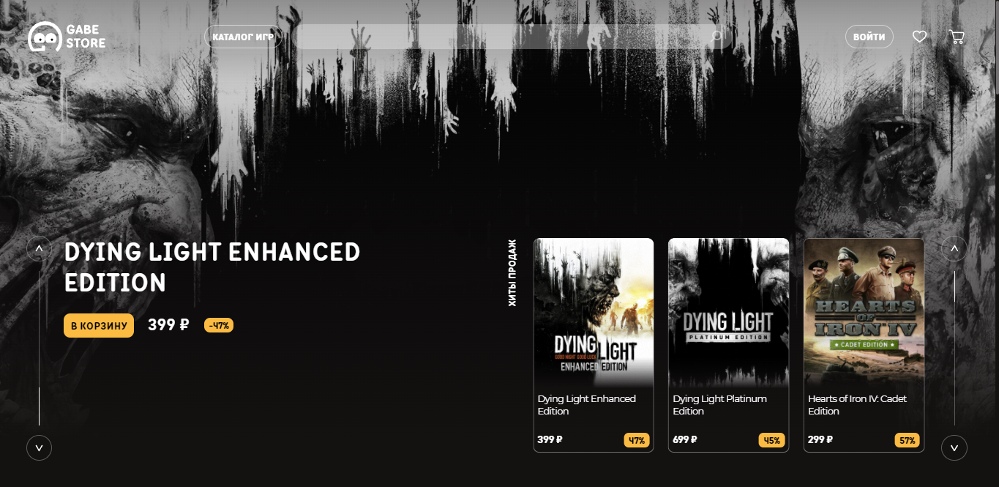 GABE
STORE
КАТАЛОГ ИГР
ВОЙТИ
DYING LIGHT ENHANCED
EDITION
В КОРЗИНУ
399 ₽
-47%
ХИТЫ ПРОДАЖ
DYING LIGHT
GOOD NIGHT GOOD LUCK
ENHANCED EDITION
Dying Light Enhanced
Edition
399 ₽
47%
DYING LIGHT
PLATINUM EDITION
Dying Light Platinum
Edition
699 ₽
45%
HEARTS
OF
IRON IV
★ CADET EDITION ★
Hearts of Iron IV: Cadet
Edition
299 ₽
57%